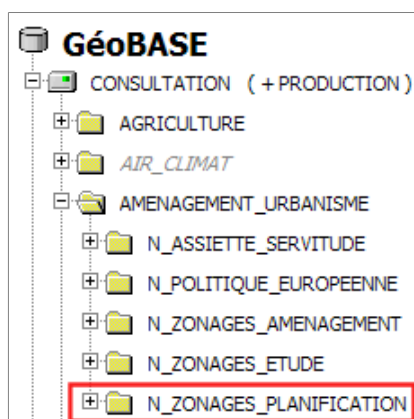 GéoBASE
CONSULTATION ( + PRODUCTION )
AGRICULTURE
AIR_CLIMAT
AMENAGEMENT_URBANISME
N_ASSIETTE_SERVITUDE
N_POLITIQUE_EUROPEENNE
N_ZONAGES_AMENAGEMENT
N_ZONAGES_ETUDE
N_ZONAGES_PLANIFICATION